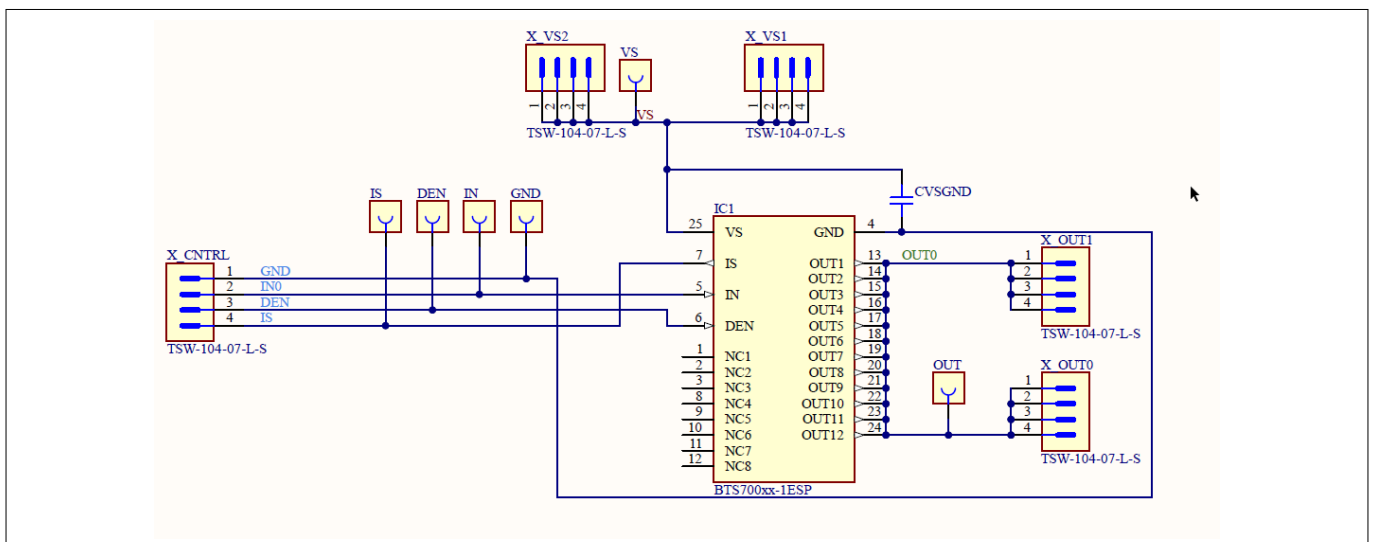 X_VS2
VS
X_VS1
1 2 3 4
VS
1 2 3 4
TSW-104-07-L-S
TSW-104-07-L-S
IS
DEN
IN
GND
CVSGND
IC1
25
VS
GND
4
X_CNTRL
1
GND
2
IN0
3
DEN
4
IS
TSW-104-07-L-S
7
IS
5
IN
6
DEN
1
NC1
2
NC2
3
NC3
8
NC4
9
NC5
10
NC6
11
NC7
12
NC8
OUT1
13
OUT0
OUT2
14
OUT3
15
OUT4
16
OUT5
17
OUT6
18
OUT7
19
OUT8
20
OUT9
21
OUT10
22
OUT11
23
OUT12
24
BTS700xx-1ESP
X_OUT1
1
2
3
4
TSW-104-07-L-S
OUT
X_OUT0
1
2
3
4
TSW-104-07-L-S